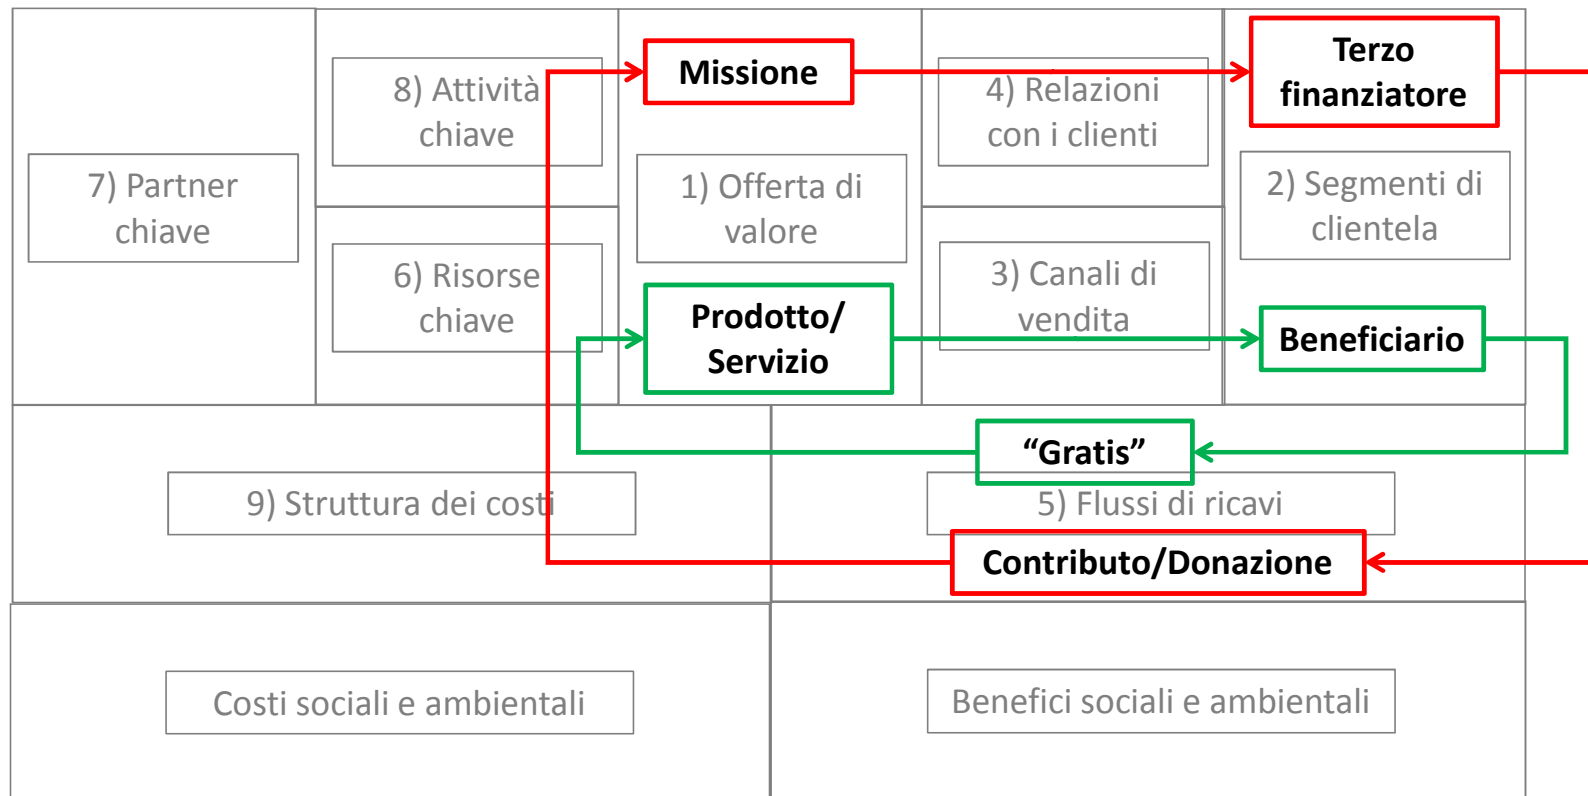 7) Partner
chiave
8) Attività
chiave
6) Risorse
chiave
Missione
1) Offerta di
valore
Prodotto/
Servizio
4) Relazioni
con i clienti
3) Canali di
vendita
Terzo
finanziatore
2) Segmenti di
clientela
Beneficiario
9) Struttura dei costi
“Gratis”
5) Flussi di ricavi
Contributo/Donazione
Costi sociali e ambientali
Benefici sociali e ambientali